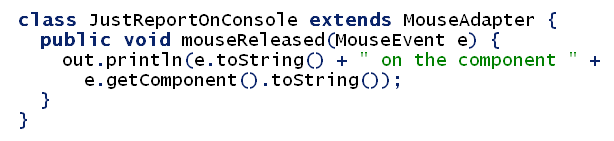 class JustReportOnConsole extends MouseAdapter {
  public void mouseReleased(MouseEvent e) {
    out.println(e.toString() + " on the component " +
      e.getComponent().toString());
  }
}